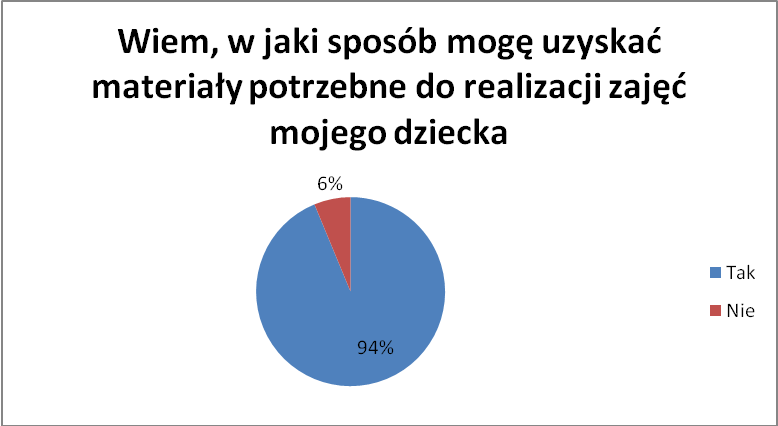 Wiem, w jaki sposób mogę uzyskać
materiały potrzebne do realizacji zajęć
mojego dziecka
6%
94%
Tak
Nie